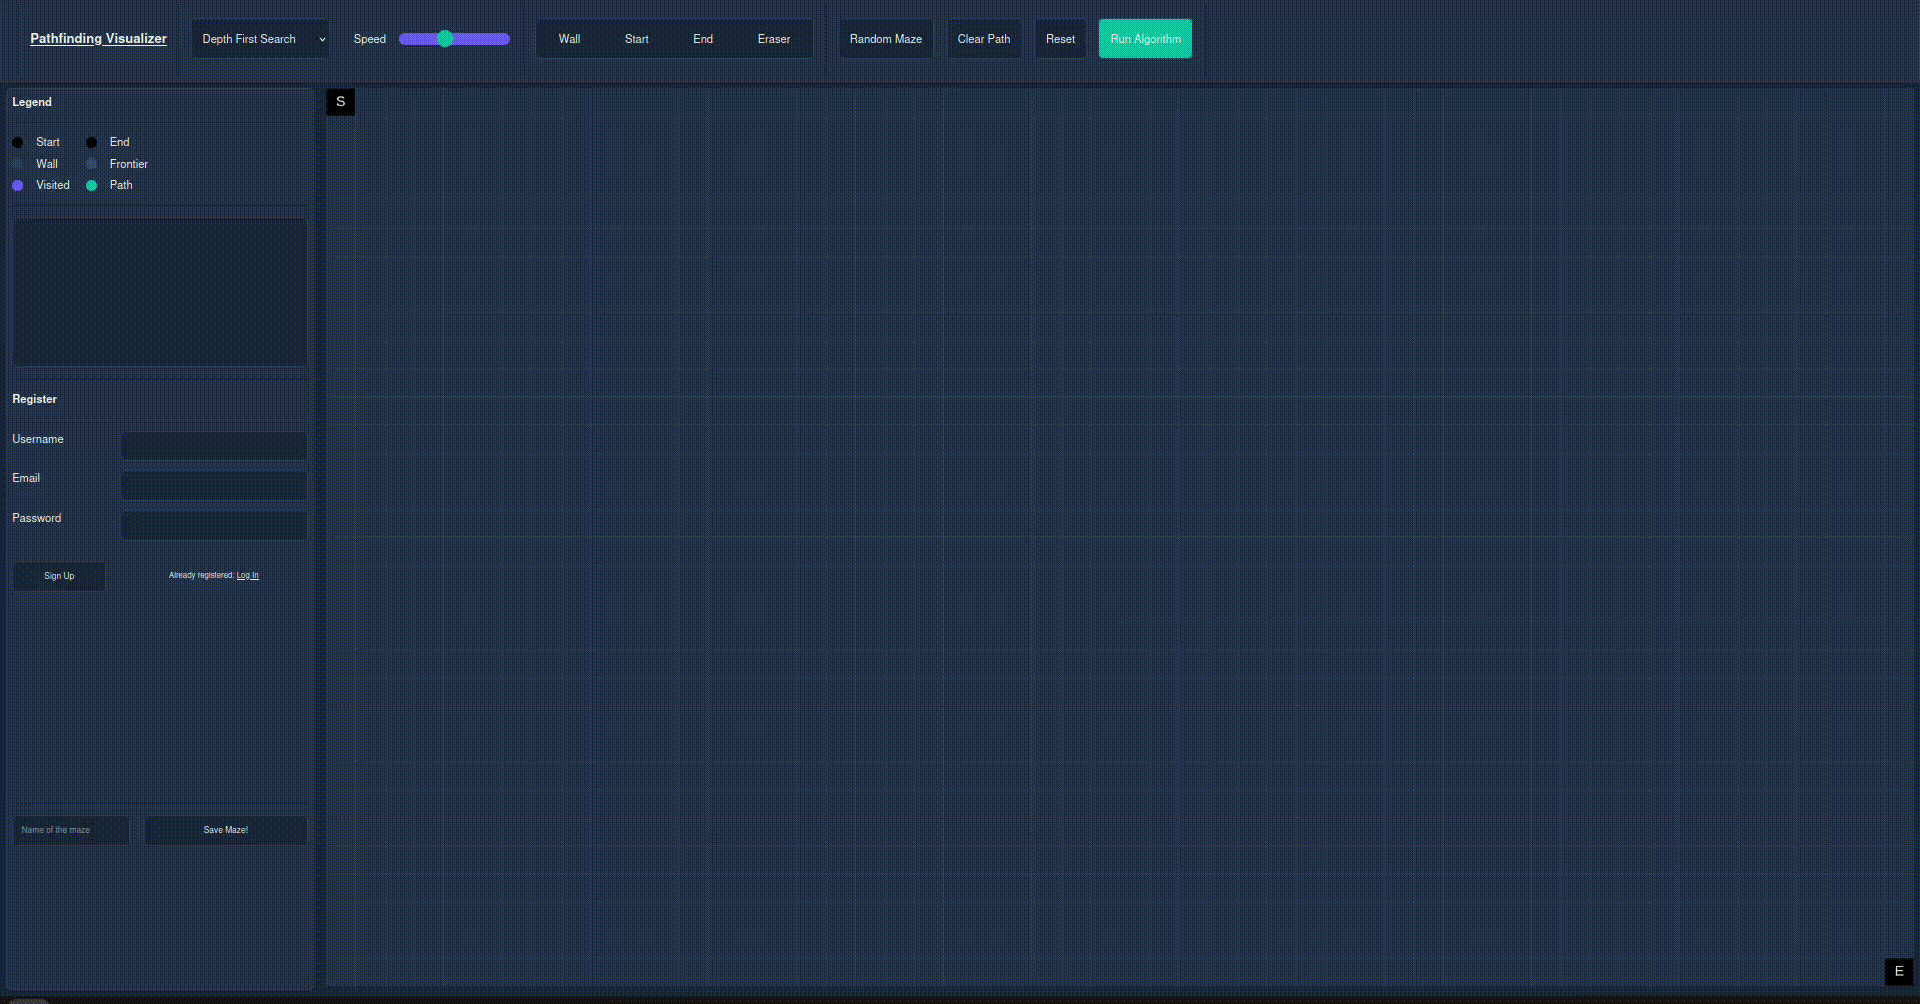 Pathfinding Visualizer
Depth First Search
Speed
Wall
Start
End
Eraser
Random Maze
Clear Path
Reset
Run Algorithm
Legend
Start
End
Wall
Frontier
Visited
Path
Register
Username
Email
Password
Sign Up
Already registered: Log In
Name of the maze
Save Maze!
S
E